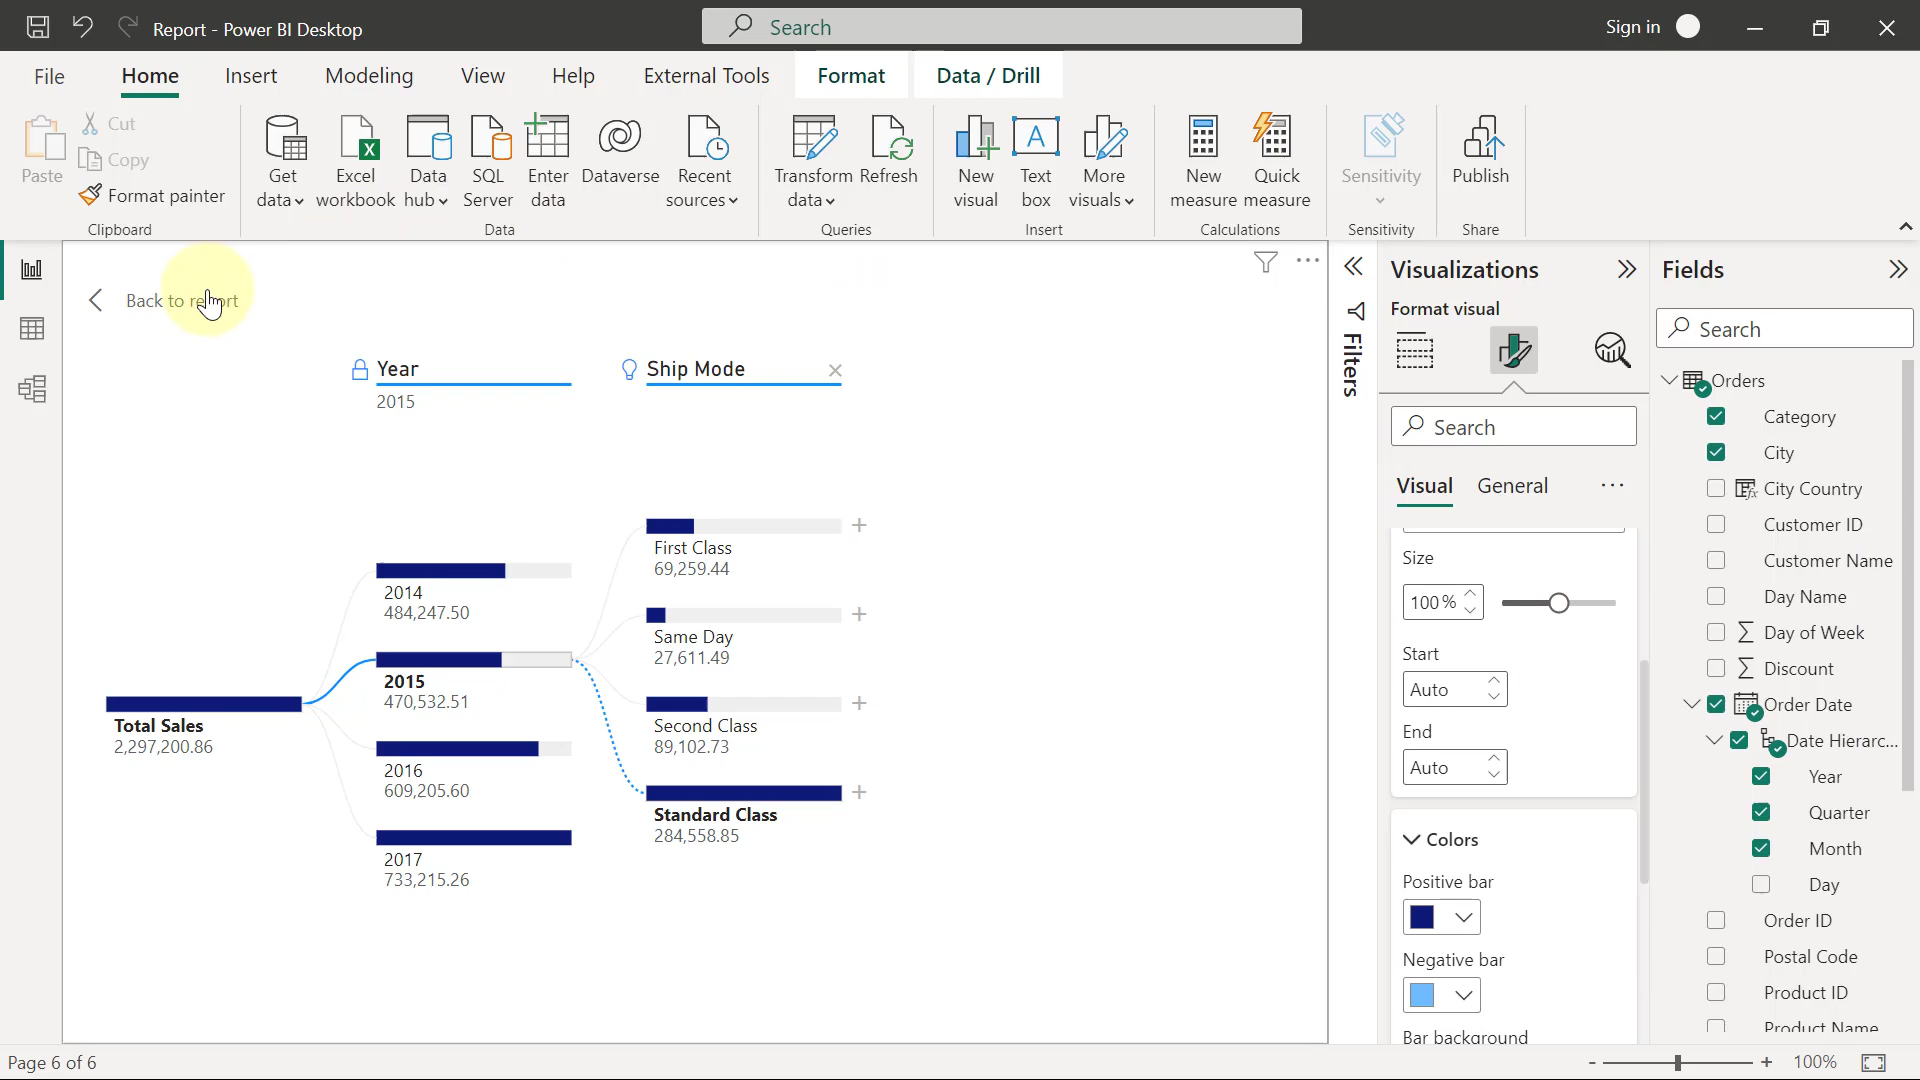 Report - Power BI Desktop
Search
Sign in
File
Home
Insert
Modeling
View
Help
External Tools
Format
Data / Drill
Paste
Cut
Copy
Format painter
Clipboard
Get data
Excel workbook
Data hub
SQL Server
Enter data
Dataverse
Recent sources
Data
Transform data
Refresh
Queries
New visual
A
Text box
More visuals
Insert
New measure
Quick measure
Calculations
Sensitivity
Sensitivity
Publish
Share
Back to report
Year
2015
Ship Mode
Total Sales
2,297,200.86
2014
484,247.50
2015
470,532.51
2016
609,205.60
2017
733,215.26
First Class
69,259.44
Same Day
27,611.49
Second Class
89,102.73
Standard Class
284,558.85
Filters
Visualizations
Format visual
Search
Visual
General
Size
100%
Start
Auto
End
Auto
Colors
Positive bar
Negative bar
Bar background
Fields
Search
Orders
Category
City
City Country
Customer ID
Customer Name
Day Name
Day of Week
Discount
Order Date
Date Hierarc...
Year
Quarter
Month
Day
Order ID
Postal Code
Product ID
Product Name
Page 6 of 6
- + 100%